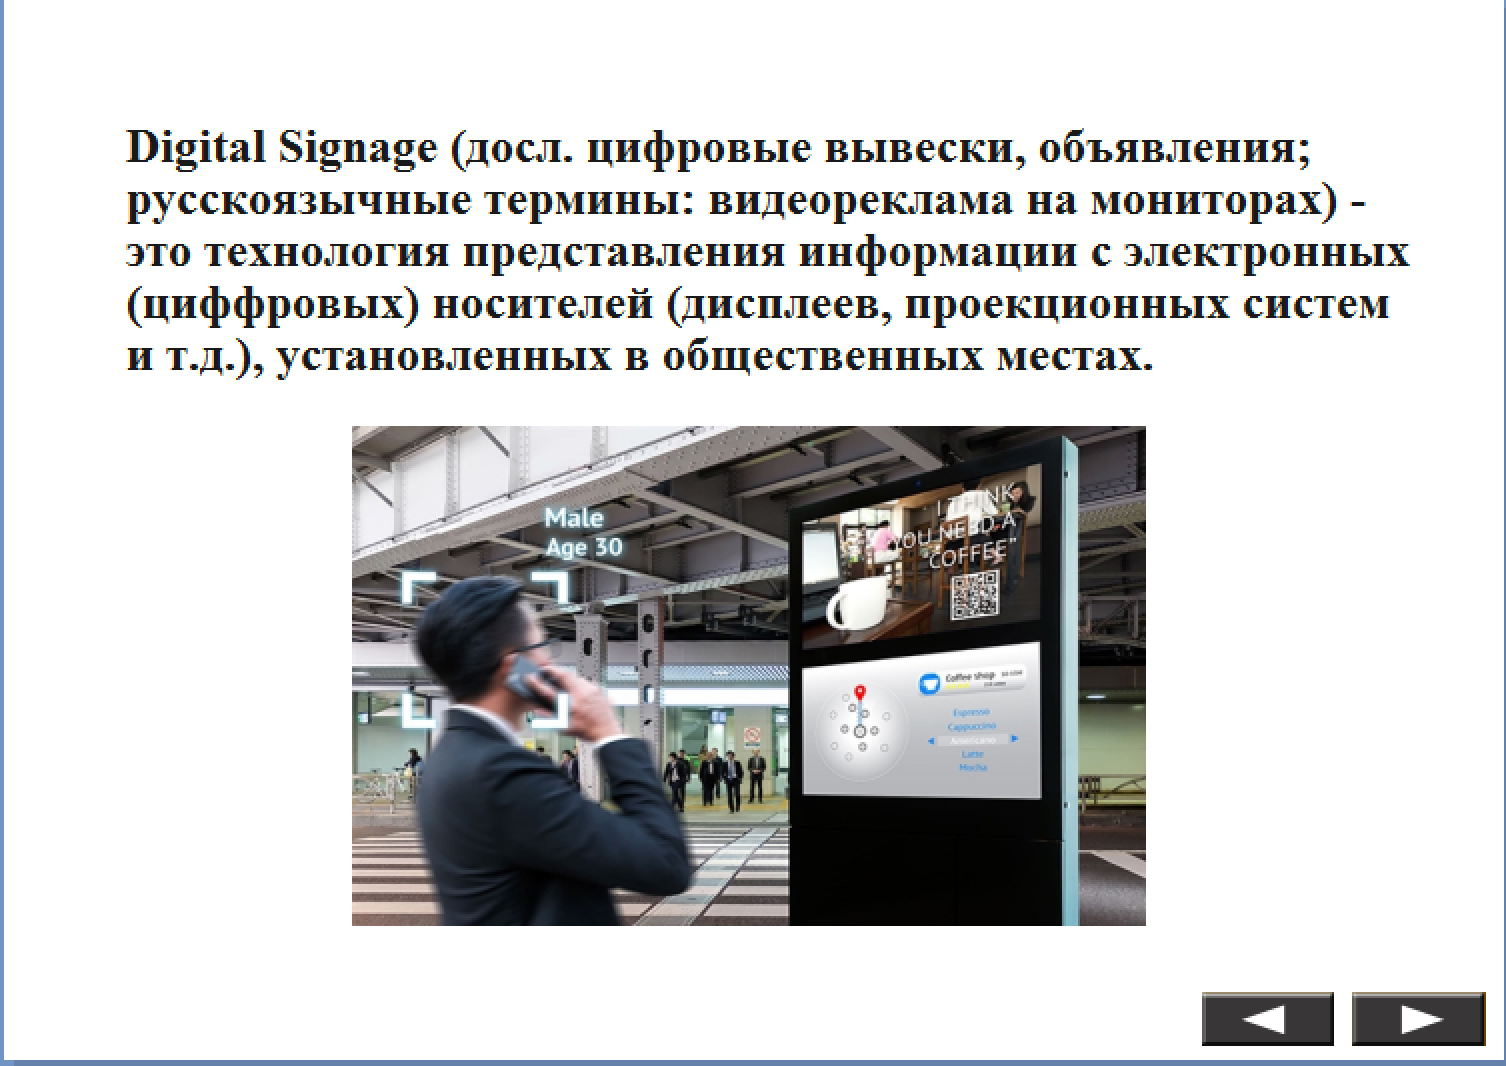 Digital Signage (досл. цифровые вывески, объявления;
русскоязычные термины: видеореклама на мониторах) -
это технология представления информации с электронных
(циффровых) носителей (дисплеев, проекционных систем
и т.д.), установленных в общественных местах.
Male
Age 30
I THINK
YOU NEED A
COFFEE"
Coffee shop
Espresso
Cappuccino
Americano
Latte
Mocha